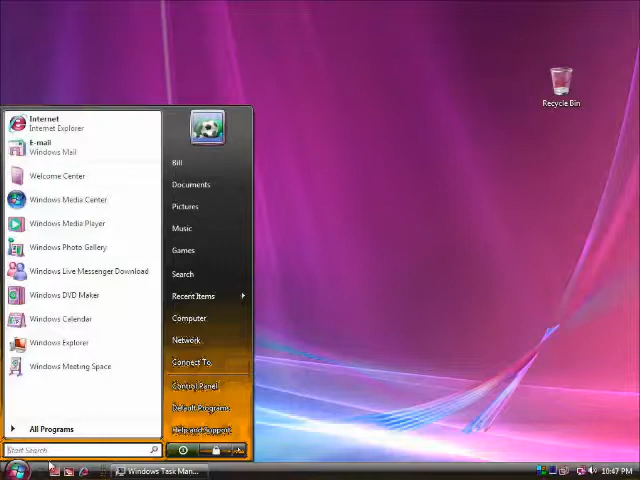 Recycle Bin
Internet
Internet Explorer
E-mail
Windows Mail
Welcome Center
Windows Media Center
Windows Media Player
Windows Photo Gallery
Windows Live Messenger Download
Windows DVD Maker
Windows Calendar
Windows Explorer
Windows Meeting Space
All Programs
Start Search
Bill
Documents
Pictures
Music
Games
Search
Recent Items
Computer
Network
Connect To
Control Panel
Default Programs
Help and Support
Windows Task Man...
10:47 PM